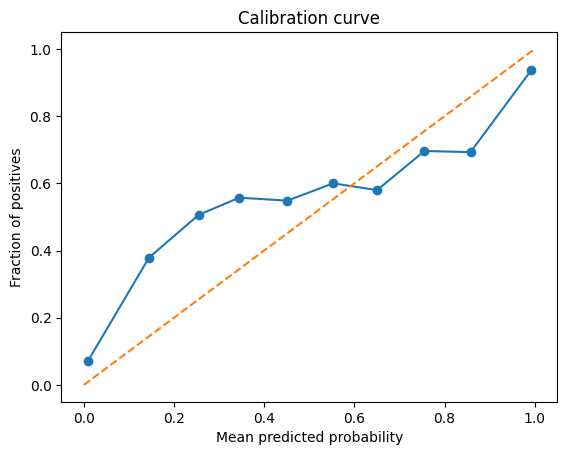 Calibration curve
Fraction of positives
1.0
0.8
0.6
0.4
0.2
0.0
0.0 0.2 0.4 0.6 0.8 1.0
Mean predicted probability